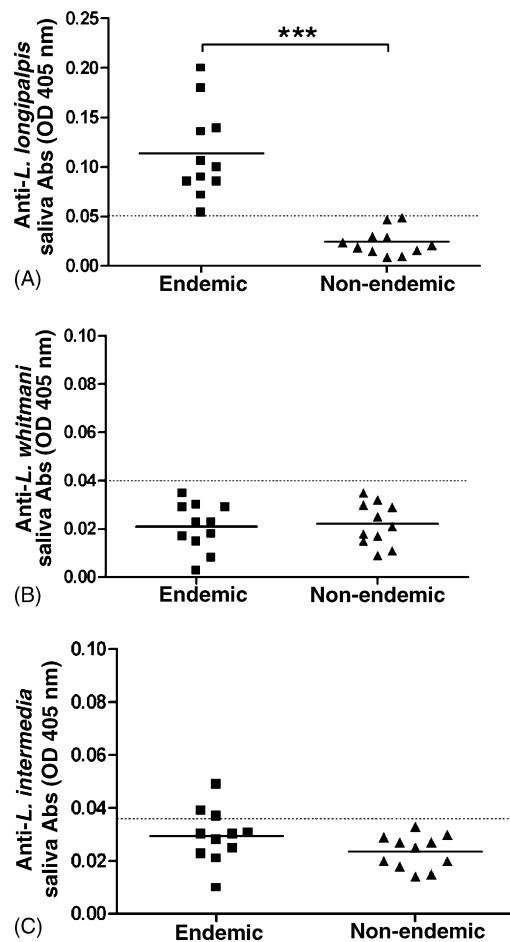 0.25
***
0.20
0.15
0.10
0.05
0.00
Anti-L. longipalpis
saliva Abs (OD 405 nm)
(A)
Endemic
Non-endemic
0.10
0.08
0.06
0.04
0.02
0.00
Anti-L. whitmani
saliva Abs (OD 405 nm)
(B)
Endemic
Non-endemic
0.10
0.08
0.06
0.04
0.02
0.00
Anti-L. intermedia
saliva Abs (OD 405 nm)
(C)
Endemic
Non-endemic